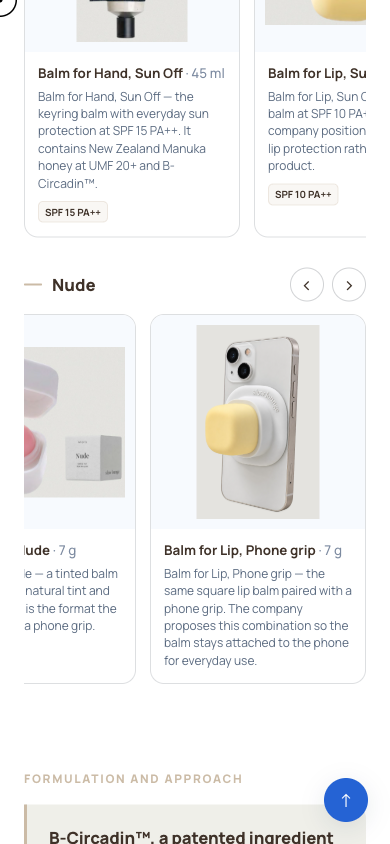 Balm for Hand, Sun Off · 45 ml
Balm for Hand, Sun Off — the
keyring balm with everyday sun
protection at SPF 15 PA++. It
contains New Zealand Manuka
honey at UMF 20+ and B-
Circadin™.
SPF 15 PA++
Balm for Lip, Su
Balm for Lip, Sun O
balm at SPF 10 PA+
company position
lip protection rath
product.
SPF 10 PA++
Nude
Nude
lude · 7 g
le — a tinted balm
natural tint and
is the format the
a phone grip.
Balm for Lip, Phone grip · 7 g
Balm for Lip, Phone grip — the
same square lip balm paired with a
phone grip. The company
proposes this combination so the
balm stays attached to the phone
for everyday use.
FORMULATION AND APPROACH
B-Circadin™, a patented ingredient